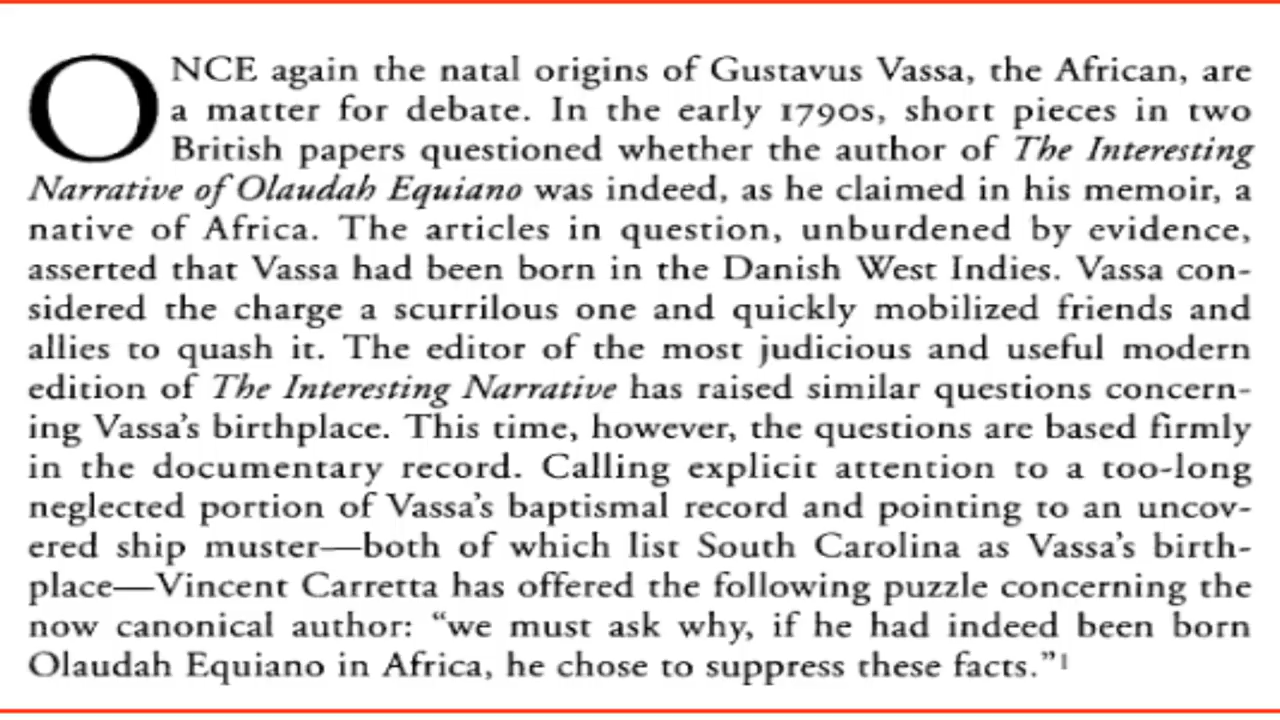 ONCE again the natal origins of Gustavus Vassa, the African, are
a matter for debate. In the early 1790s, short pieces in two
British papers questioned whether the author of The Interesting
Narrative of Olaudah Equiano was indeed, as he claimed in his memoir, a
native of Africa. The articles in question, unburdened by evidence,
asserted that Vassa had been born in the Danish West Indies. Vassa con-
sidered the charge a scurrilous one and quickly mobilized friends and
allies to quash it. The editor of the most judicious and useful modern
edition of The Interesting Narrative has raised similar questions concern-
ing Vassa’s birthplace. This time, however, the questions are based firmly
in the documentary record. Calling explicit attention to a too-long
neglected portion of Vassa’s baptismal record and pointing to an uncov-
ered ship muster—both of which list South Carolina as Vassa’s birth-
place—Vincent Carretta has offered the following puzzle concerning the
now canonical author: “we must ask why, if he had indeed been born
Olaudah Equiano in Africa, he chose to suppress these facts.”1